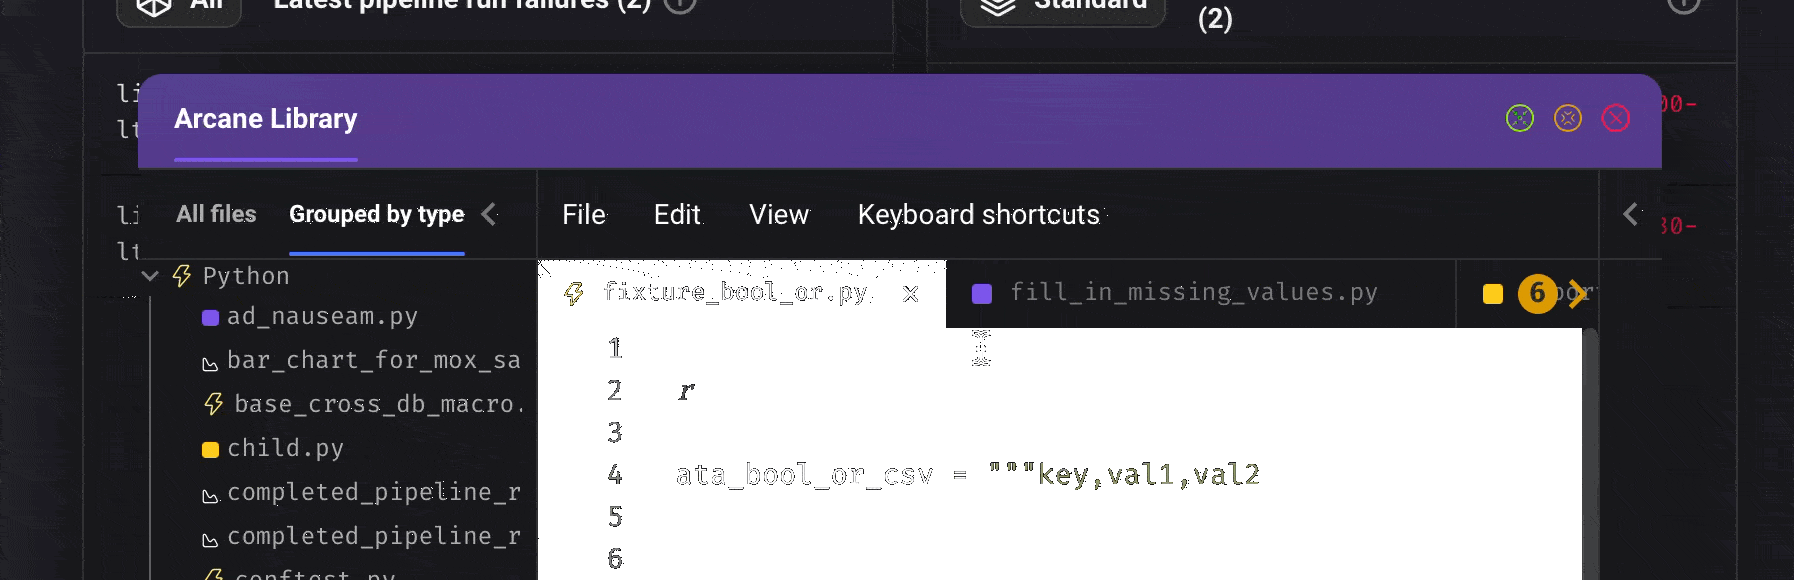 All Latest pipeline run failures (2) Standard
(2)
li
lt
Arcane Library
00-
li
lt
All files Grouped by type File Edit View Keyboard shortcuts
30-
Python
fixture_bool_or.py fill_in_missing_values.py 6
ad_nauseam.py
1
bar_chart_for_mox_sa
2 r
base_cross_db_macro.
3
child.py
4 ata_bool_or_csv = """key,val1,val2
completed_pipeline_r
5
completed_pipeline_r
6
conftest.py